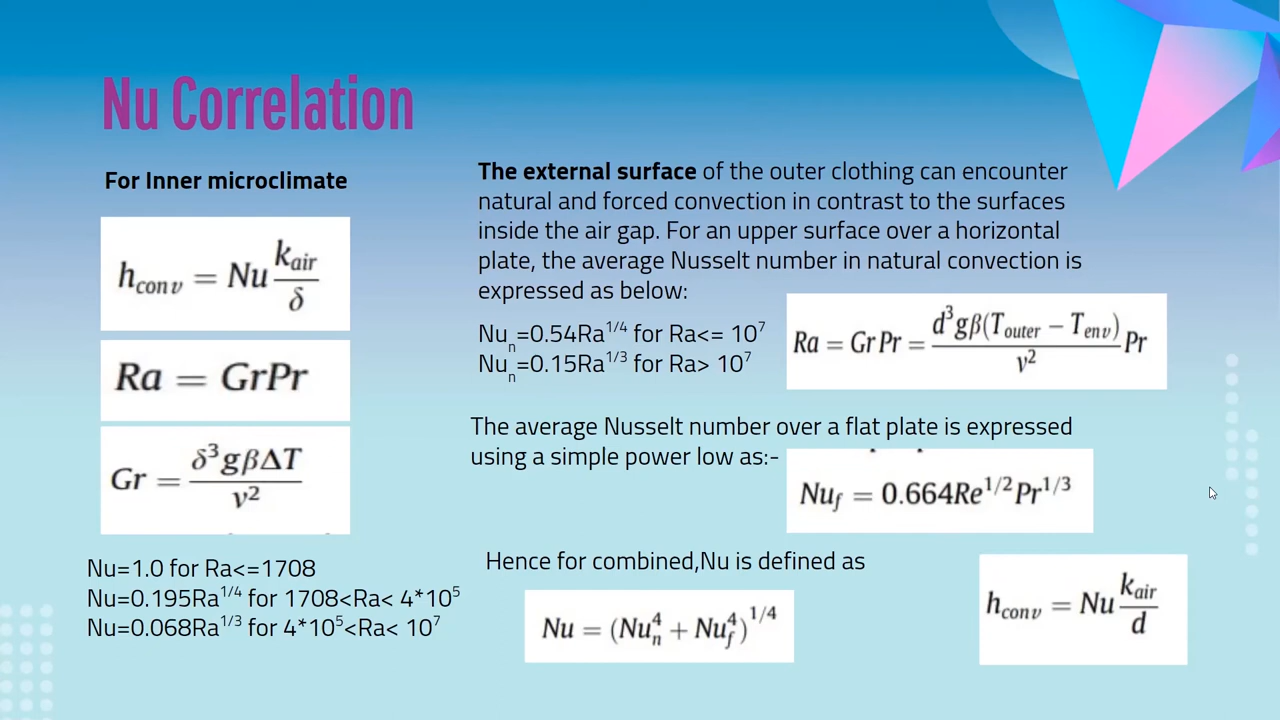 Nu Correlation
For Inner microclimate
h_conv = Nu k_air/δ
Ra = GrPr
Gr = δ³gβΔT/ν²
Nu=1.0 for Ra<=1708
Nu=0.195Ra^1/4 for 1708<Ra< 4*10^5
Nu=0.068Ra^1/3 for 4*10^5<Ra< 10^7
The external surface of the outer clothing can encounter
natural and forced convection in contrast to the surfaces
inside the air gap. For an upper surface over a horizontal
plate, the average Nusselt number in natural convection is
expressed as below:
Nu_n=0.54Ra^1/4 for Ra<= 10^7
Nu_n=0.15Ra^1/3 for Ra> 10^7
Ra = GrPr = d³gβ(T_outer − T_env)/ν² Pr
The average Nusselt number over a flat plate is expressed
using a simple power low as:-
Nu_f = 0.664Re^1/2Pr^1/3
Hence for combined,Nu is defined as
Nu = (Nu_n^4 + Nu_f^4)^1/4
h_conv = Nu k_air/d